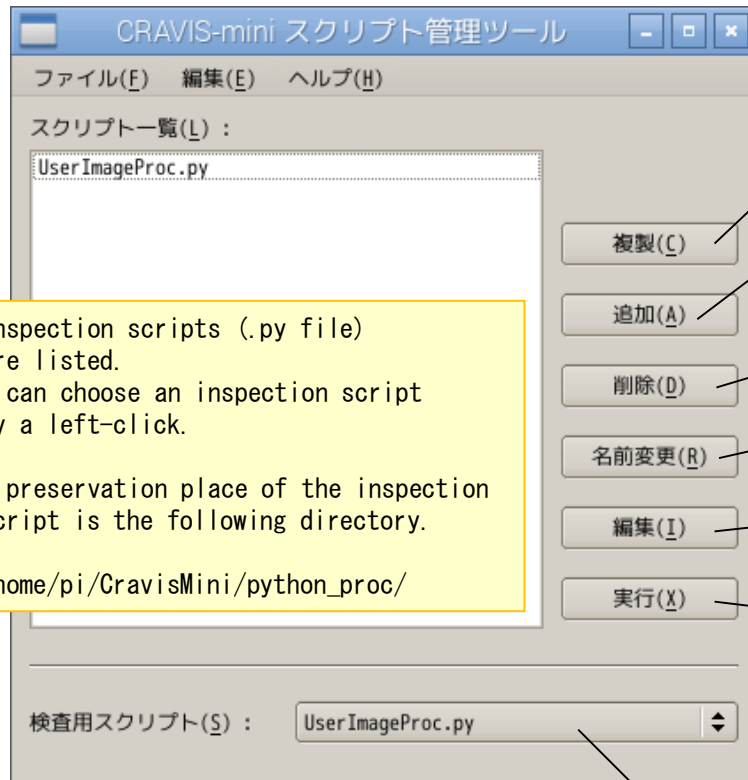 CRAVIS-mini スクリプト管理ツール
ファイル(F) 編集(E) ヘルプ(H)
スクリプト一覧(L) :
UserImageProc.py
複製(C)
追加(A)
削除(D)
名前変更(R)
編集(I)
実行(X)
nspection scripts (.py file)
re listed.
can choose an inspection script
y a left-click.
preservation place of the inspection
cript is the following directory.
home/pi/CravisMini/python_proc/
検査用スクリプト(S) :
UserImageProc.py